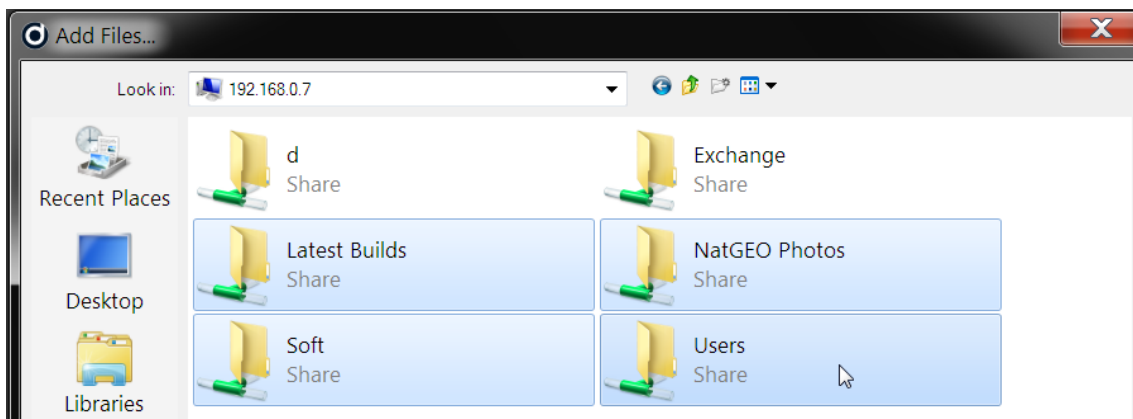 Add Files...
Look in: 192.168.0.7
Recent Places
Desktop
Libraries
d
Share
Exchange
Share
Latest Builds
Share
NatGEO Photos
Share
Soft
Share
Users
Share